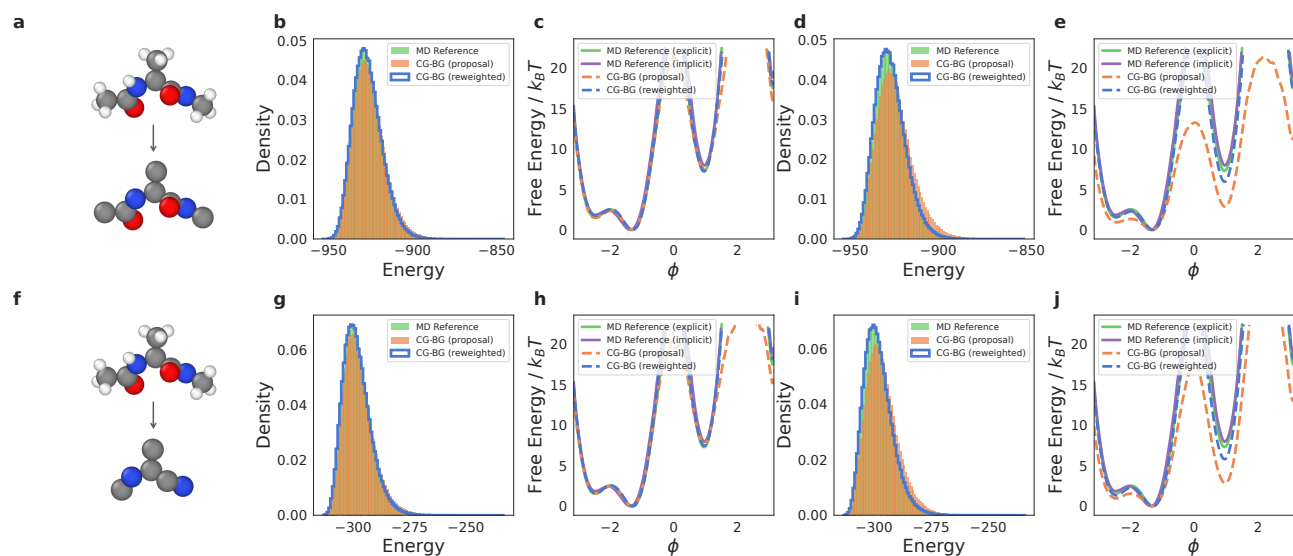 a
b
0.05
0.04
0.03
0.02
0.01
0.00
Density
−950
−900
−850
Energy
MD Reference
CG-BG (proposal)
CG-BG (reweighted)
c
20
15
10
5
0
Free Energy / k_BT
−2
0
2
ϕ
MD Reference (explicit)
MD Reference (implicit)
CG-BG (proposal)
CG-BG (reweighted)
d
0.05
0.04
0.03
0.02
0.01
0.00
Density
−950
−900
−850
Energy
MD Reference
CG-BG (proposal)
CG-BG (reweighted)
e
20
15
10
5
0
Free Energy / k_BT
−2
0
2
ϕ
MD Reference (explicit)
MD Reference (implicit)
CG-BG (proposal)
CG-BG (reweighted)
f
g
0.06
0.04
0.02
0.00
Density
−300
−275
−250
Energy
MD Reference
CG-BG (proposal)
CG-BG (reweighted)
h
20
15
10
5
0
Free Energy / k_BT
−2
0
2
ϕ
MD Reference (explicit)
MD Reference (implicit)
CG-BG (proposal)
CG-BG (reweighted)
i
0.06
0.04
0.02
0.00
Density
−300
−275
−250
Energy
MD Reference
CG-BG (proposal)
CG-BG (reweighted)
j
20
15
10
5
0
Free Energy / k_BT
−2
0
2
ϕ
MD Reference (explicit)
MD Reference (implicit)
CG-BG (proposal)
CG-BG (reweighted)